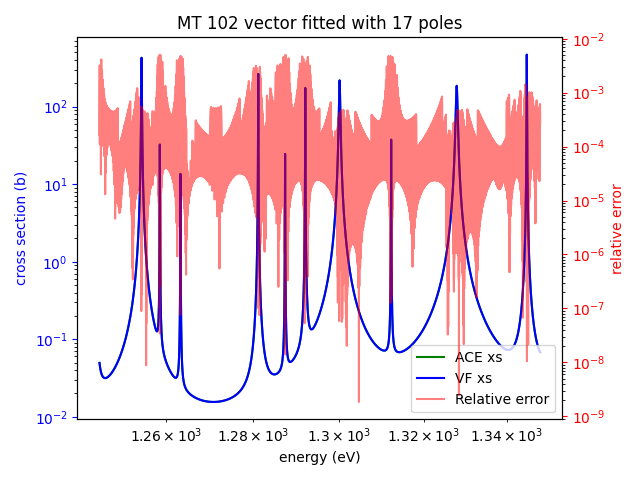 MT 102 vector fitted with 17 poles
cross section (b)
10²
10¹
10⁰
10⁻¹
10⁻²
10⁻²
10⁻³
10⁻⁴
10⁻⁵
10⁻⁶
10⁻⁷
10⁻⁸
10⁻⁹
relative error
ACE xs
VF xs
Relative error
1.26 × 10³ 1.28 × 10³ 1.3 × 10³ 1.32 × 10³ 1.34 × 10³
energy (eV)